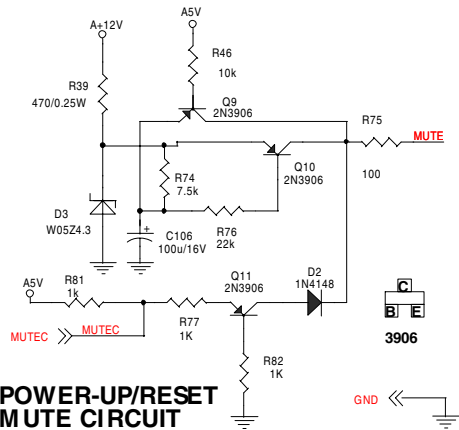 A5V
A+12V
R46
10k
R39
470/0.25W
Q9
2N3906
R75
MUTE
100
Q10
2N3906
R74
7.5k
D3
W05Z4.3
C106
100u/16V
+
R76
22k
A5V
R81
1k
Q11
2N3906
D2
1N4148
MUTEC
MUTEC
R77
1K
C
B E
3906
R82
1K
POWER-UP/RESET
MUTE CIRCUIT
GND